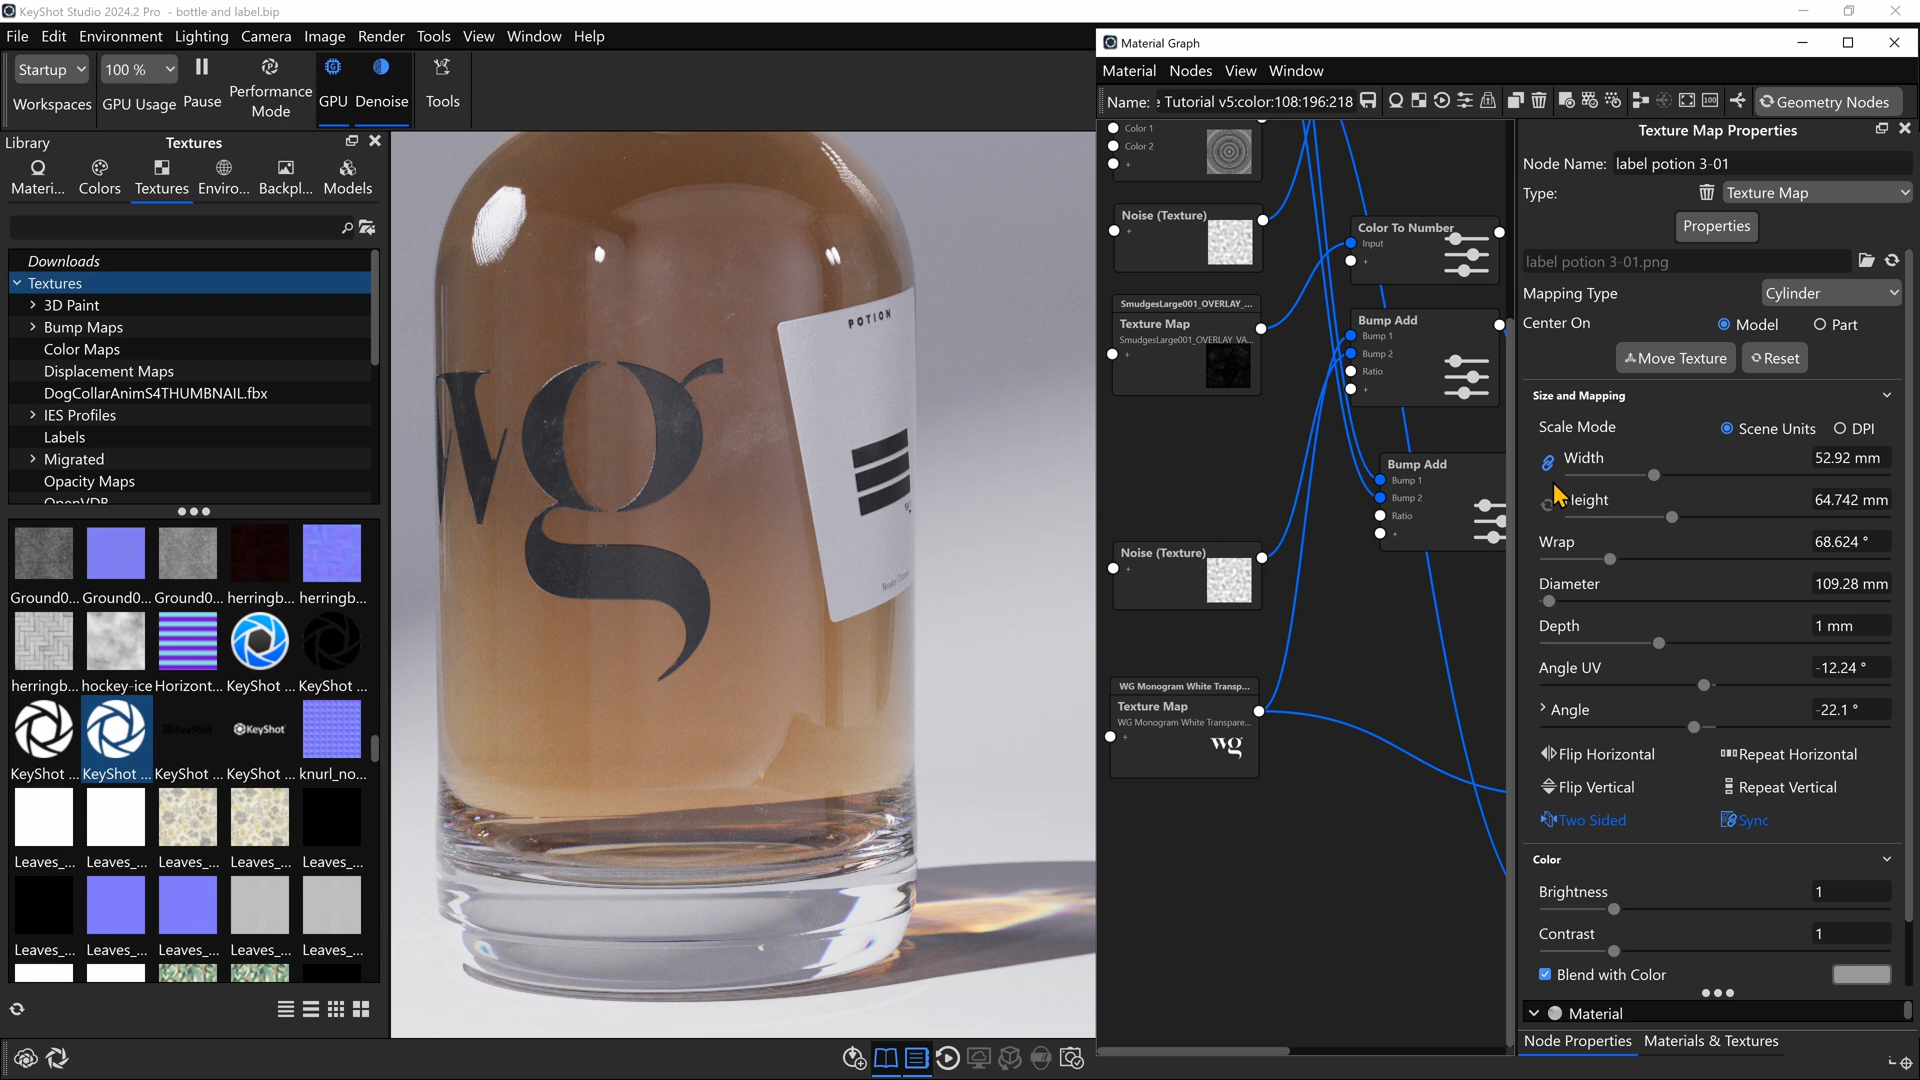 KeyShot Studio 2024.2 Pro - bottle and label.bip
File Edit Environment Lighting Camera Image Render Tools View Window Help
Startup 100 %
Workspaces GPU Usage Pause Performance Mode GPU Denoise Tools
Library Textures
Materi... Colors Textures Enviro... Backpl... Models
Downloads
Textures
3D Paint
Bump Maps
Color Maps
Displacement Maps
DogCollarAnimS4THUMBNAIL.fbx
IES Profiles
Labels
Migrated
Opacity Maps
OpenVDB
Ground0... Ground0... Ground0... herringb... herringb...
herringb... hockey-ice Horizont... KeyShot ... KeyShot ...
KeyShot
KeyShot ... KeyShot ... KeyShot ... KeyShot ... knurl_no...
Leaves_... Leaves_... Leaves_... Leaves_... Leaves_...
Leaves_... Leaves_... Leaves_... Leaves_... Leaves_...
POTION
wg
Material Graph
Material Nodes View Window
Name: e Tutorial v5:color:108:196:218
Geometry Nodes
Color 1
Color 2
+
Noise (Texture)
+
SmudgesLarge001_OVERLAY_...
Texture Map
SmudgesLarge001_OVERLAY_VA...
+
Color To Number
Input
+
Bump Add
Bump 1
Bump 2
Ratio
+
Bump Add
Bump 1
Bump 2
Ratio
+
Noise (Texture)
+
WG Monogram White Transp...
Texture Map
WG Monogram White Transpare...
+
wg
Texture Map Properties
Node Name: label potion 3-01
Type: Texture Map
Properties
label potion 3-01.png
Mapping Type Cylinder
Center On Model Part
Move Texture Reset
Size and Mapping
Scale Mode Scene Units DPI
Width 52.92 mm
Height 64.742 mm
Wrap 68.624 °
Diameter 109.28 mm
Depth 1 mm
Angle UV -12.24 °
Angle -22.1 °
Flip Horizontal Repeat Horizontal
Flip Vertical Repeat Vertical
Two Sided Sync
Color
Brightness 1
Contrast 1
Blend with Color
Material
Node Properties Materials & Textures